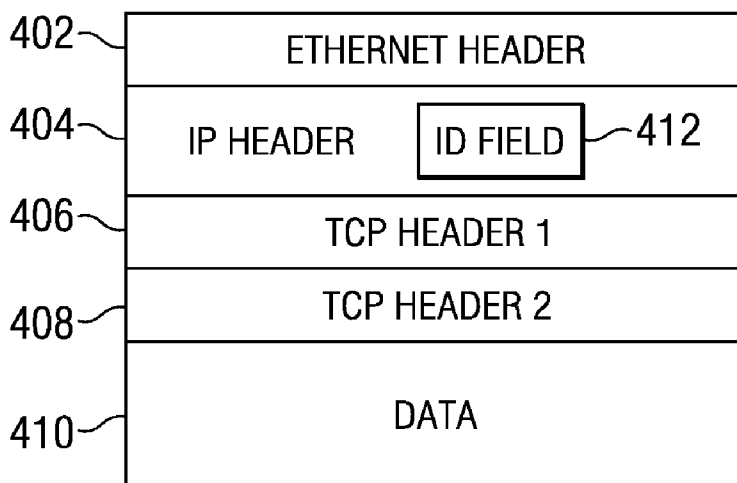 402 ETHERNET HEADER
404 IP HEADER ID FIELD 412
406 TCP HEADER 1
408 TCP HEADER 2
410 DATA